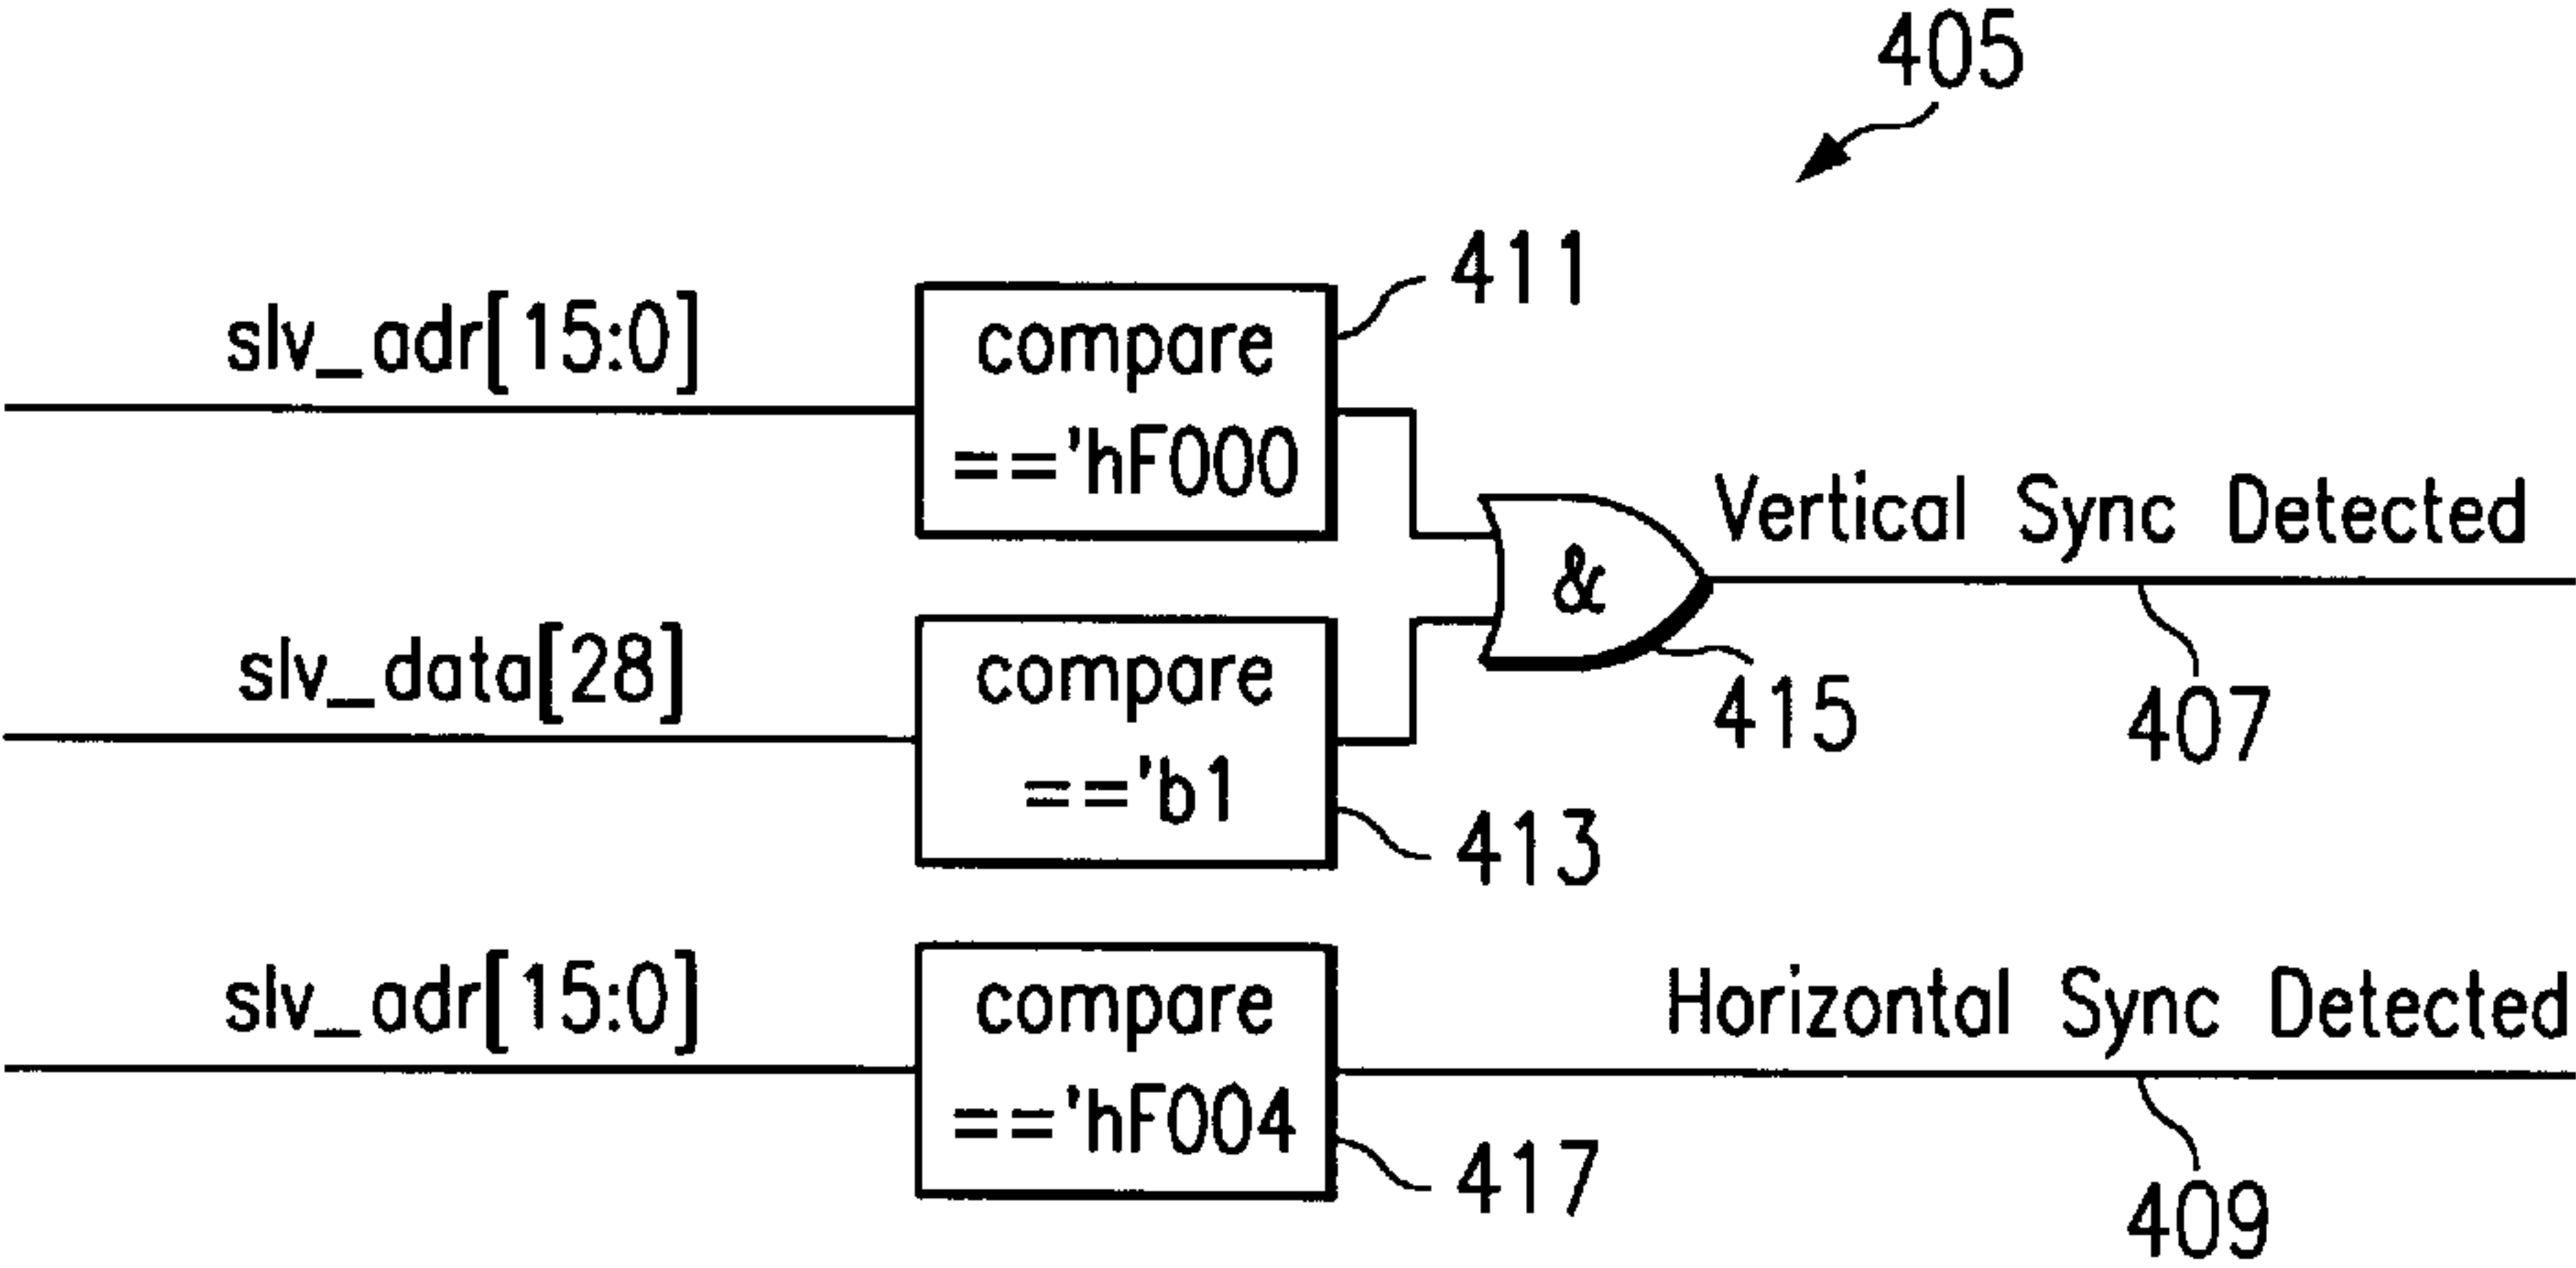 405
411
slv_adr[15:0]
compare
=='hF000
Vertical Sync Detected
&
415
407
slv_data[28]
compare
=='b1
413
slv_adr[15:0]
compare
=='hF004
Horizontal Sync Detected
417
409